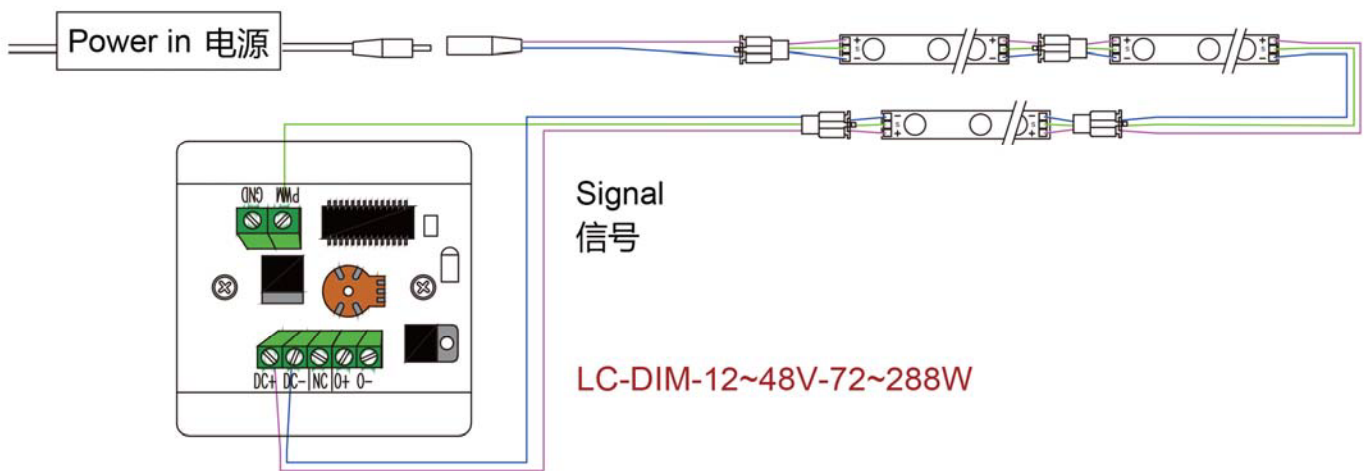 Power in 电源
+ S − + − + S − + −
− S + − +
GND PWM
Signal
信号
DC+ DC- NC O+ O-
LC-DIM-12~48V-72~288W